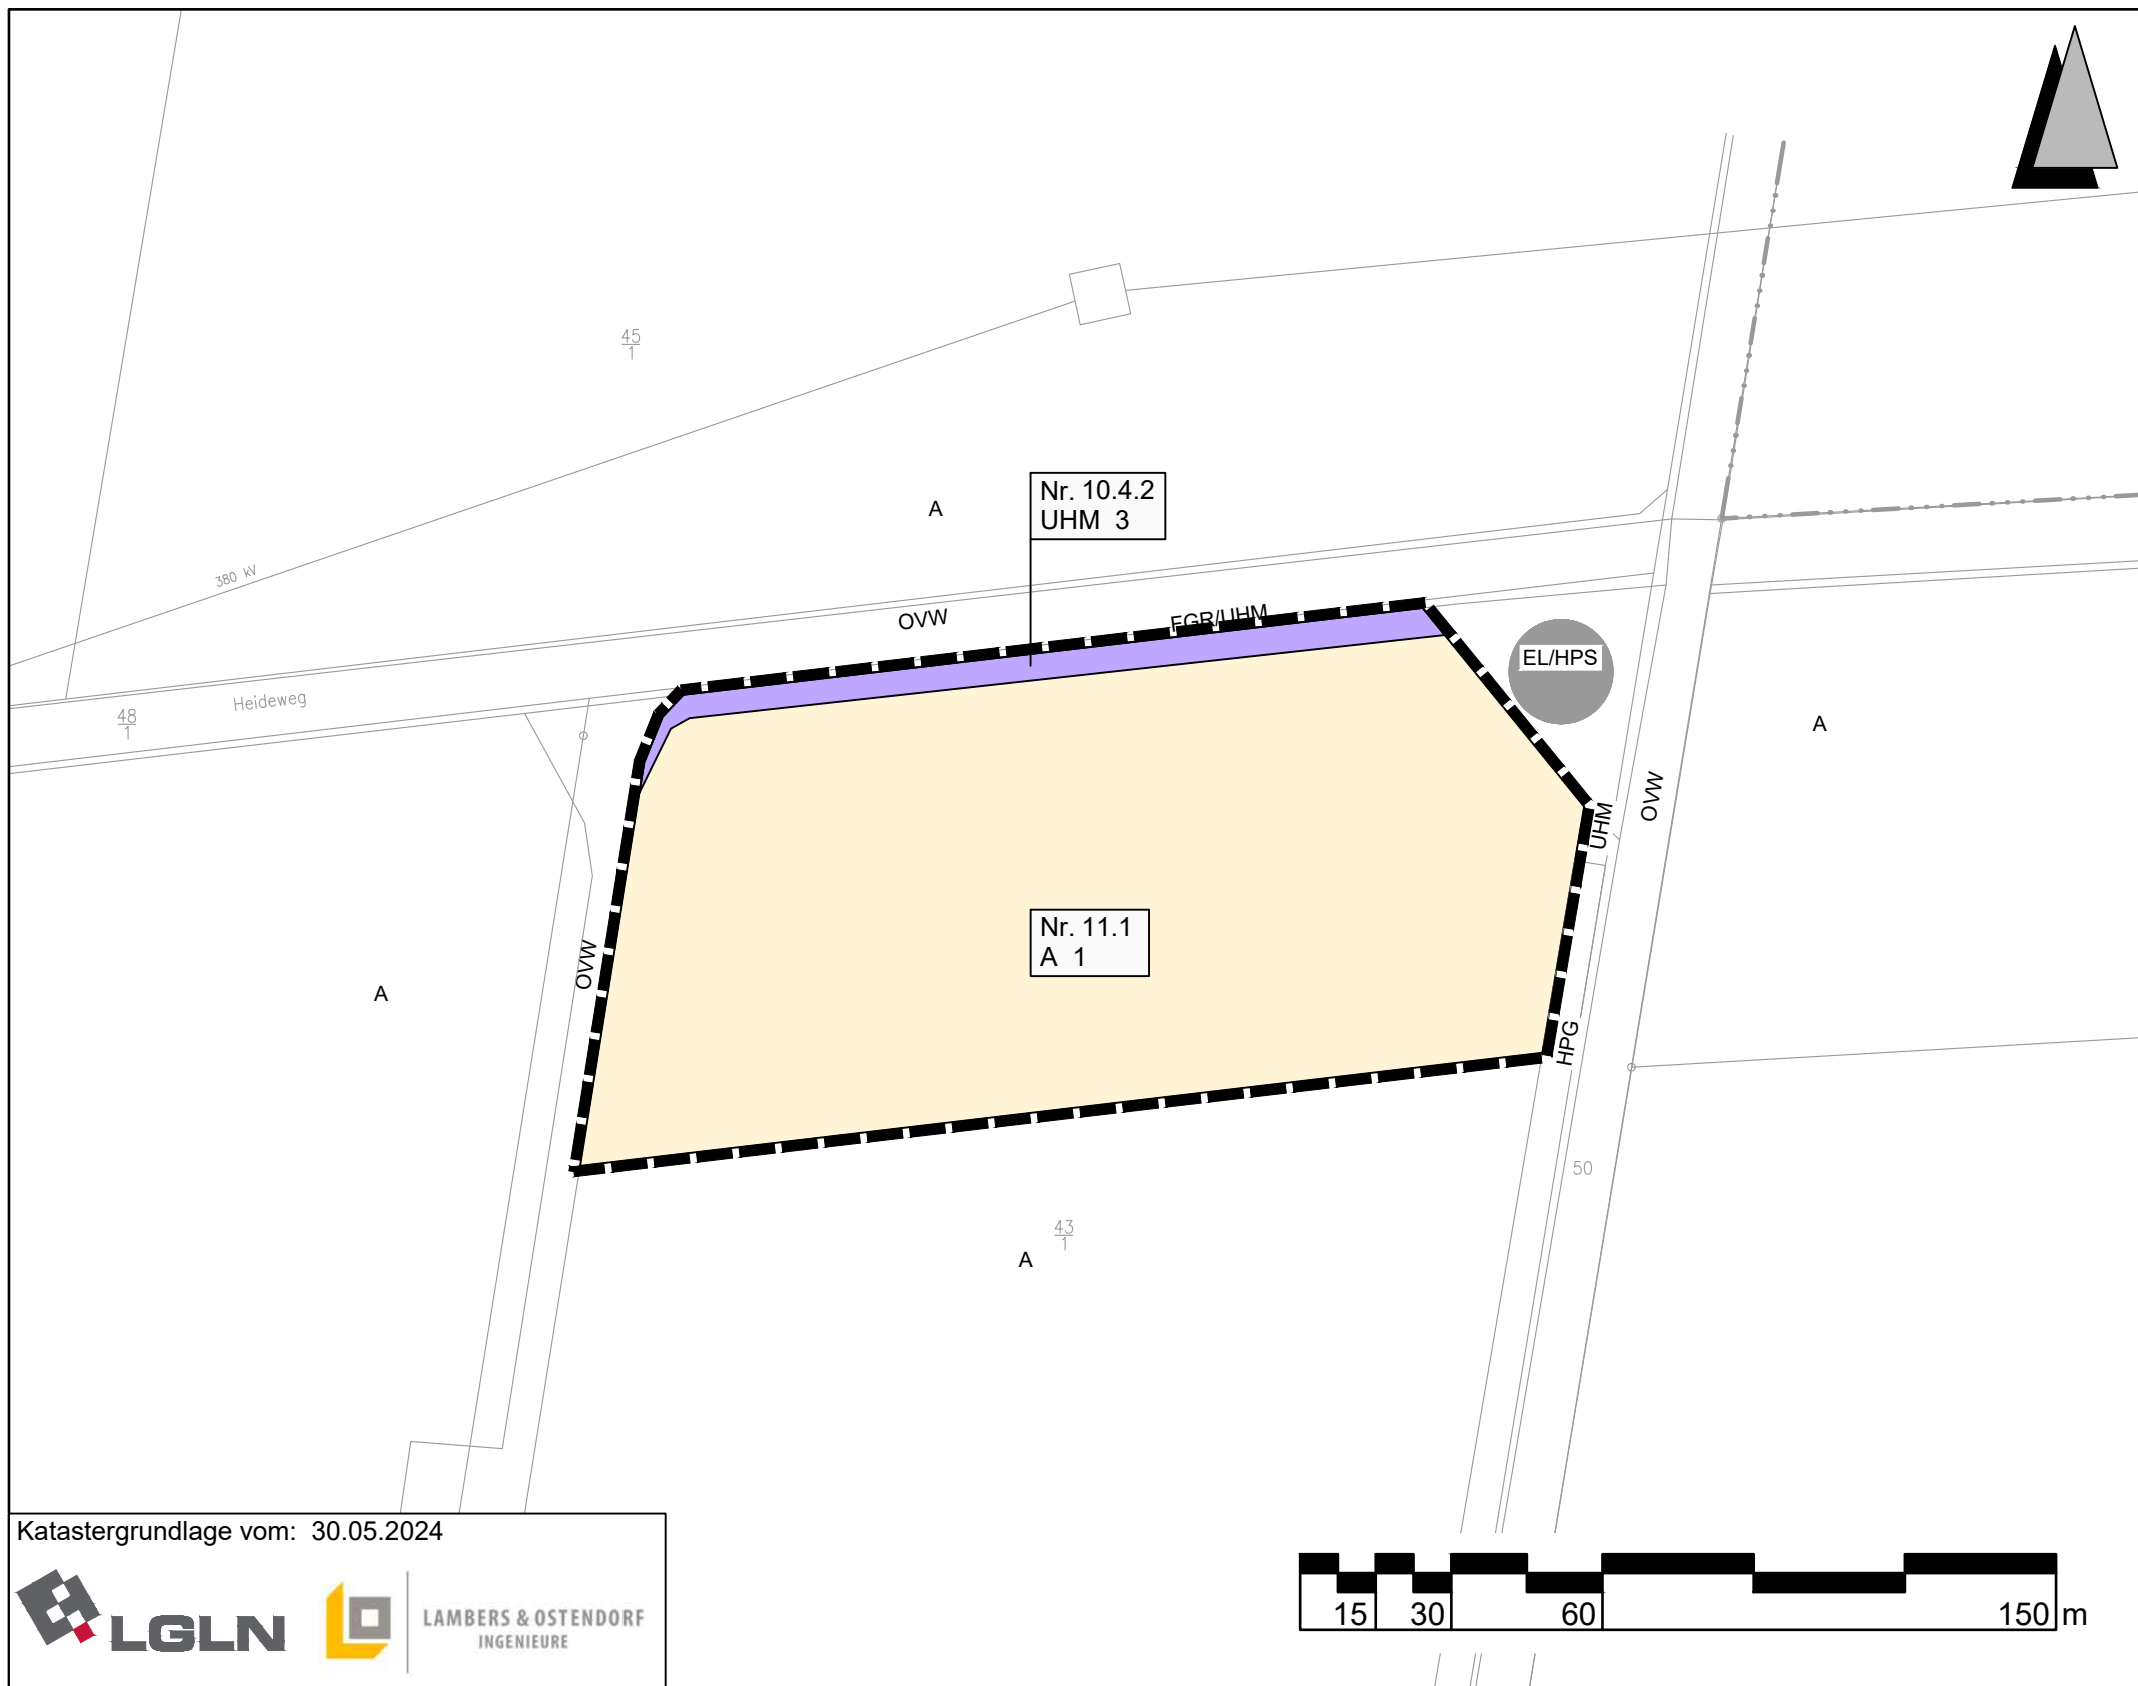 45
1
A
Nr. 10.4.2
UHM 3
380 kV
OVW
FGR/UHM
EL/HPS
Heideweg
48
1
A
OVW
UHM
Nr. 11.1
A 1
OVW
A
HPG
50
43
1
A
Katastergrundlage vom: 30.05.2024
LGLN
LAMBERS & OSTENDORF
INGENIEURE
15 30 60 150 m